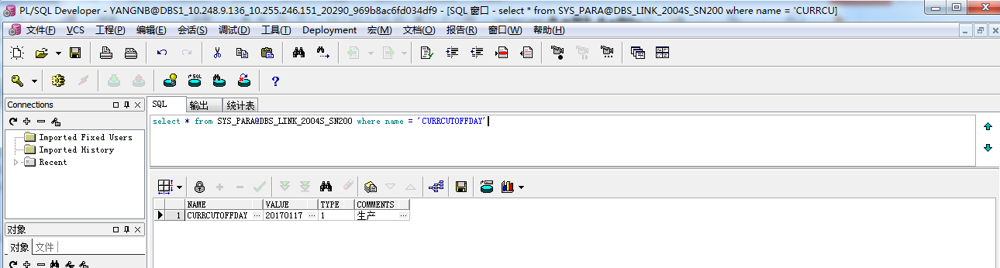 PL/SQL Developer - YANGNB@DBS1_10.248.9.136_10.255.246.151_20290_969b8ac6fd034df9 - [SQL 窗口 - select * from SYS_PARA@DBS_LINK_2004S_SN200 where name = 'CURRCU]
文件(F) VCS 工程(P) 编辑(E) 会话(S) 调试(D) 工具(T) Deployment 宏(M) 文档(O) 报告(R) 窗口(W) 帮助(H)
Connections
SQL 输出 统计表
select * from SYS_PARA@DBS_LINK_2004S_SN200 where name = 'CURRCUTOFFDAY'
Imported Fixed Users
Imported History
Recent
NAME VALUE TYPE COMMENTS
1 CURRCUTOFFDAY ... 20170117 ... 1 生产 ...
对象
对象 文件